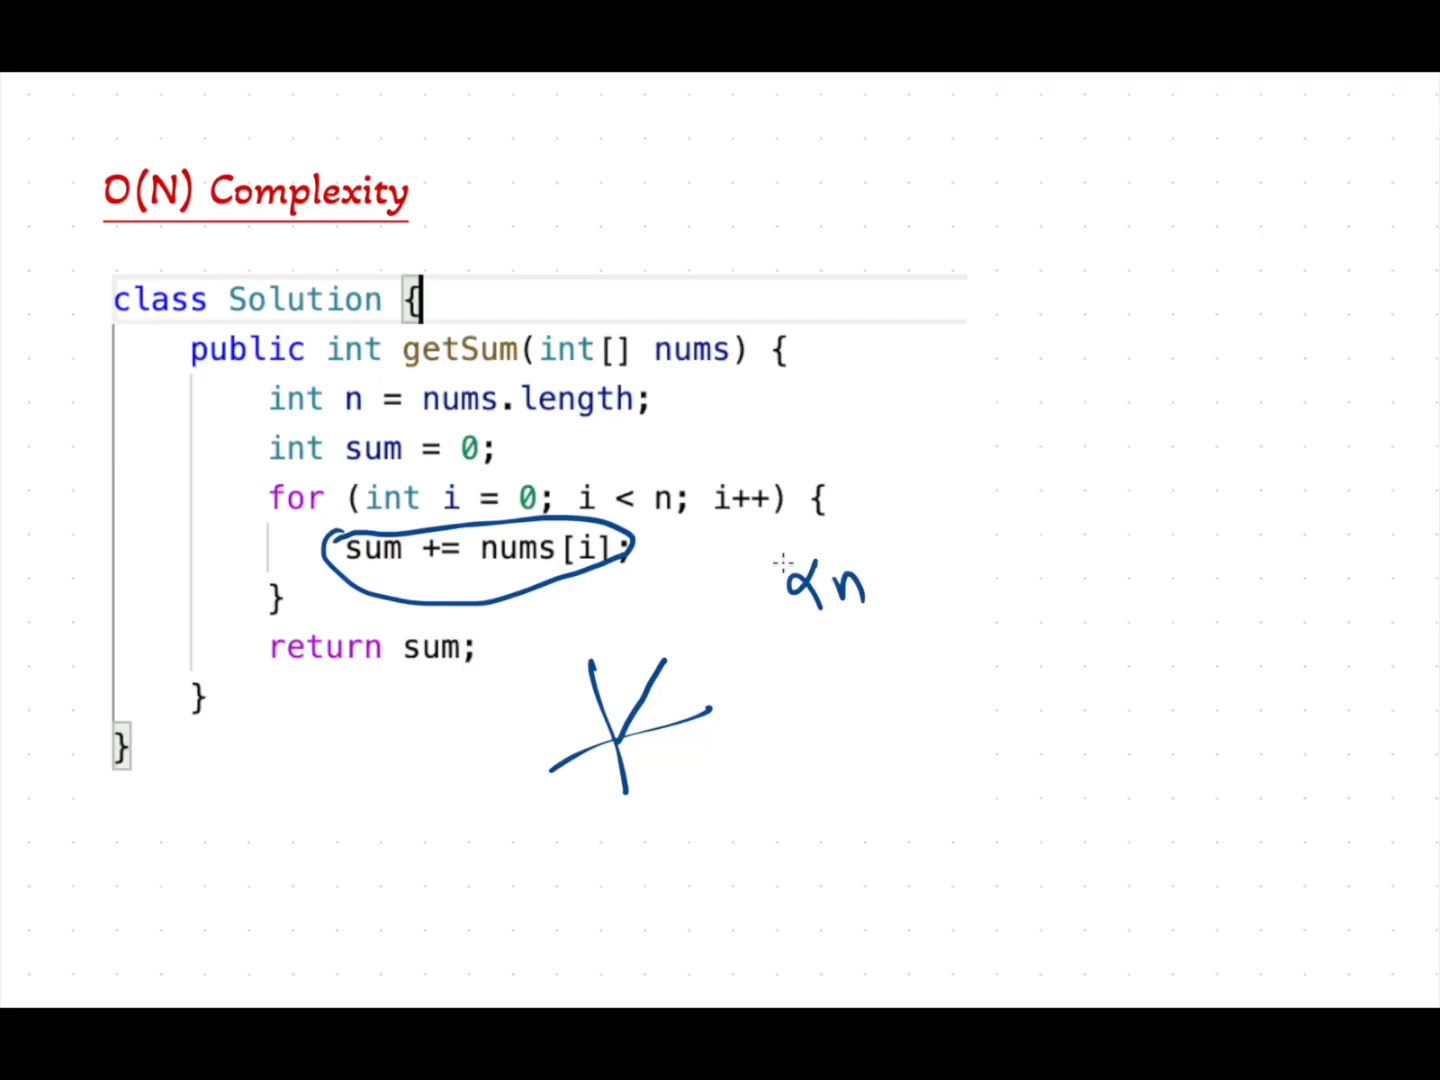 O(N) Complexity
class Solution {
public int getSum(int[] nums) {
int n = nums.length;
int sum = 0;
for (int i = 0; i < n; i++) {
sum += nums[i];
}
∝ n
return sum;
}
}